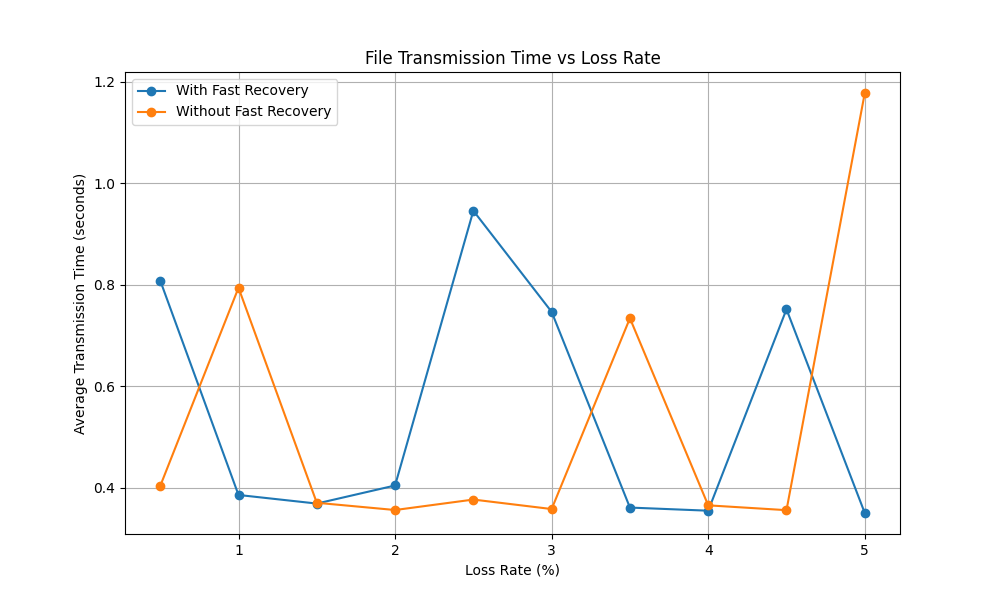 File Transmission Time vs Loss Rate
With Fast Recovery
Without Fast Recovery
Average Transmission Time (seconds)
1.2
1.0
0.8
0.6
0.4
1 2 3 4 5
Loss Rate (%)